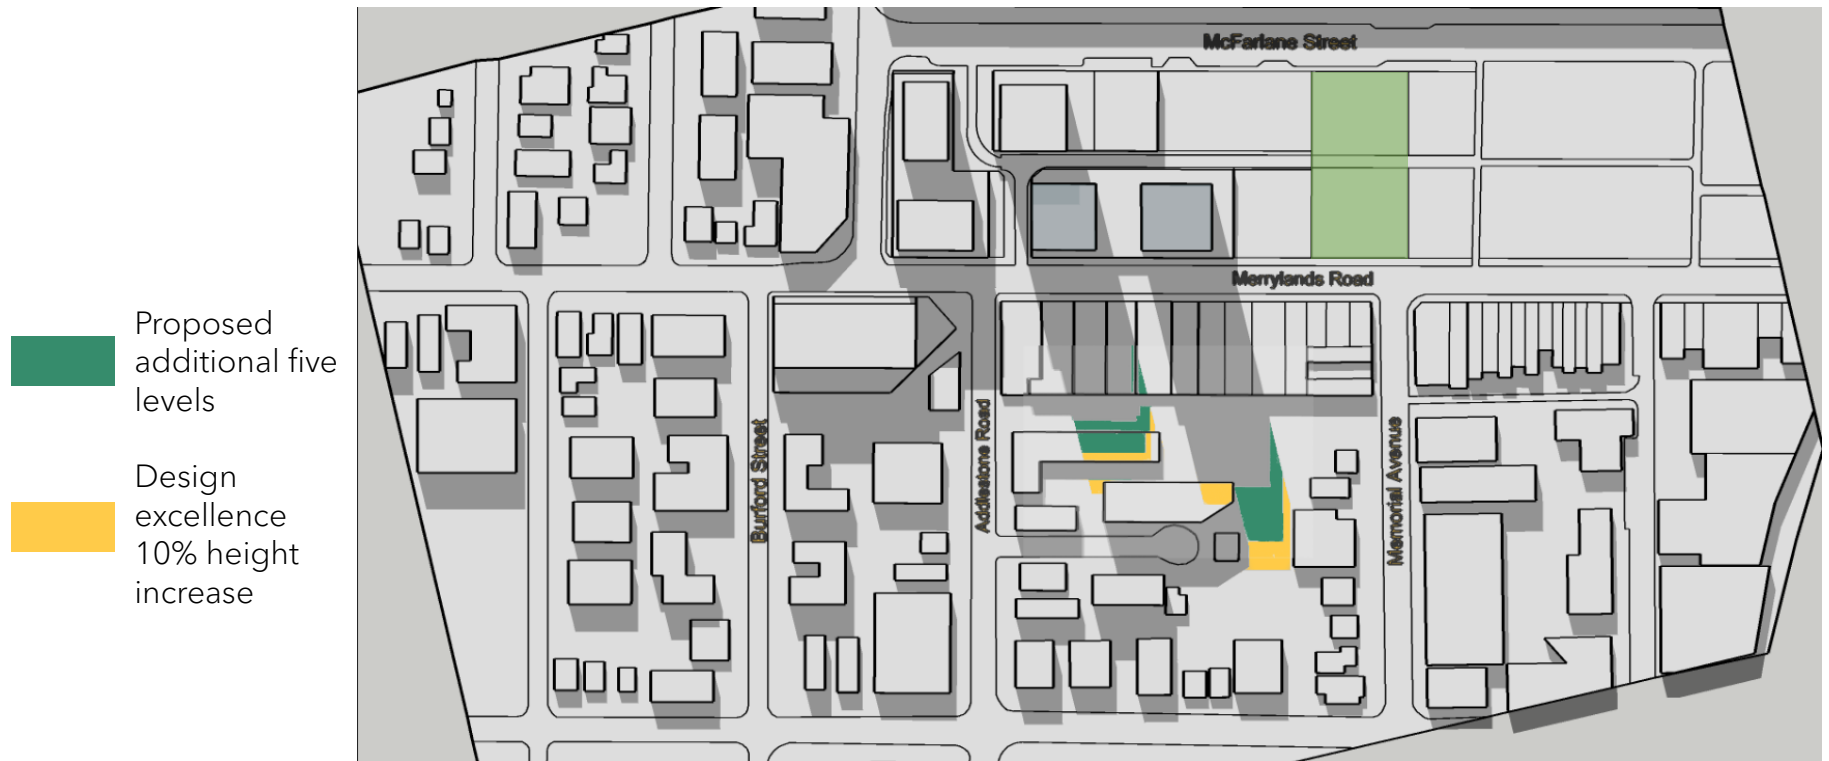 McFarlane Street
Merrylands Road
Proposed
additional five
levels
Design
excellence
10% height
increase
Burford Street
Addlestone Road
Memorial Avenue